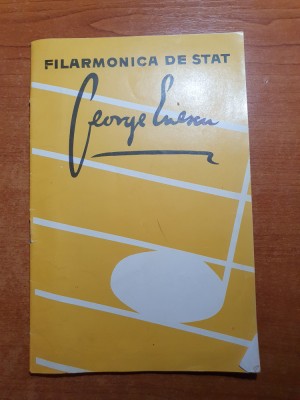 FILARMONICA DE STAT
George Enescu